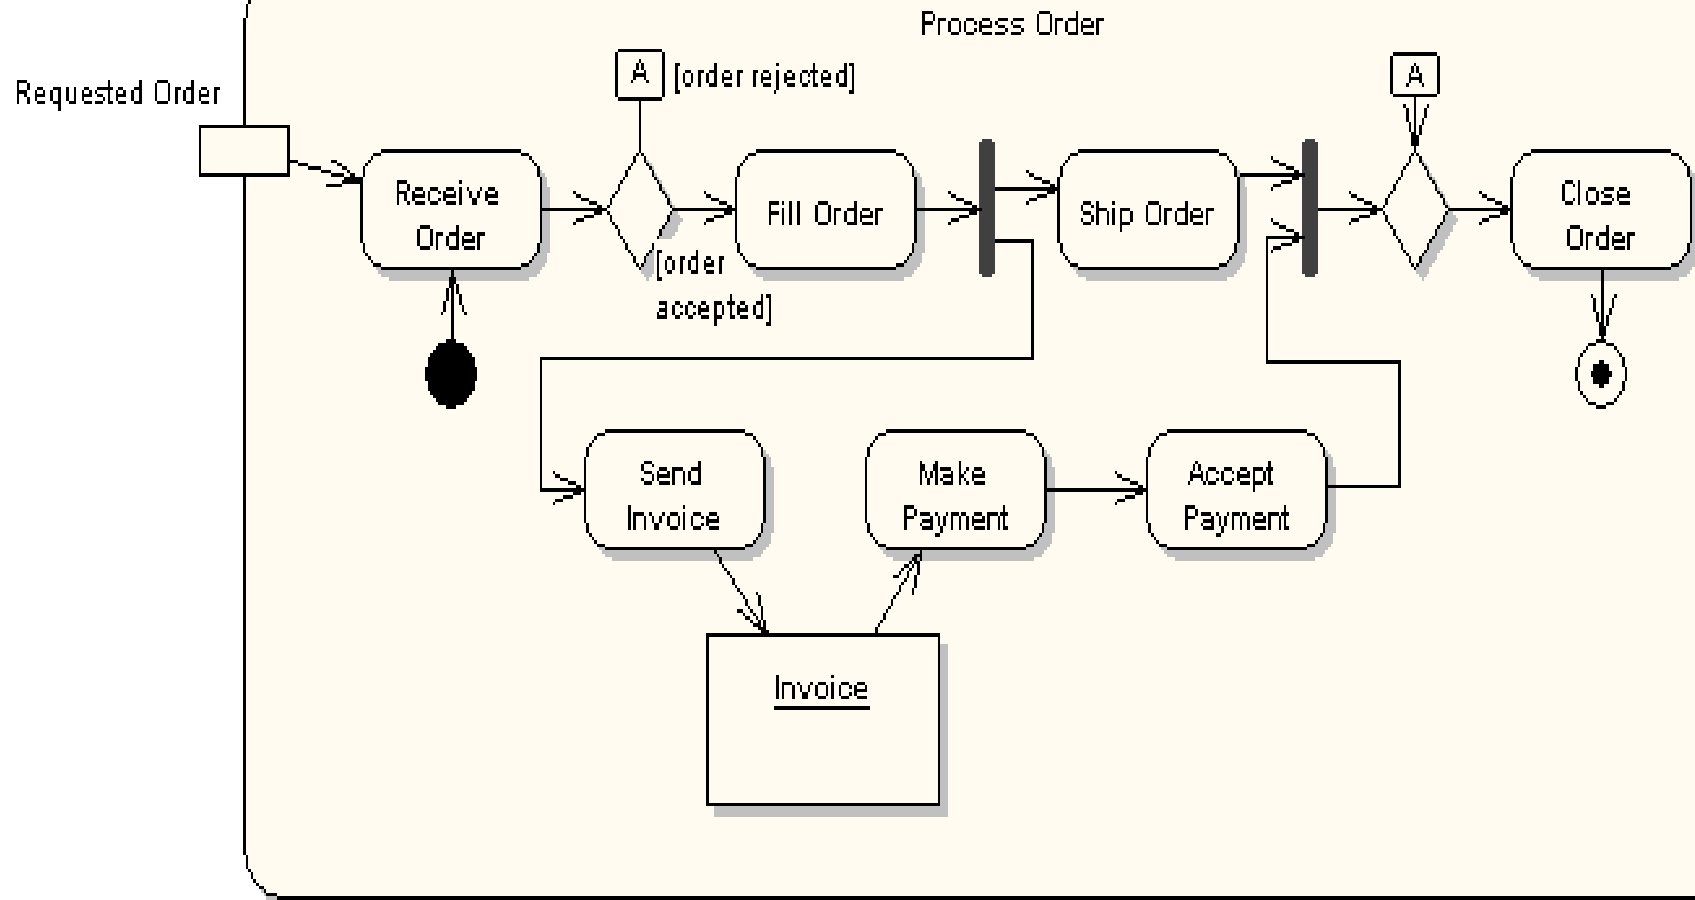 Process Order
A [order rejected]
A
Requested Order
Receive
Order
Fill Order
Ship Order
Close
Order
[order
accepted]
Send
Invoice
Make
Payment
Accept
Payment
Invoice